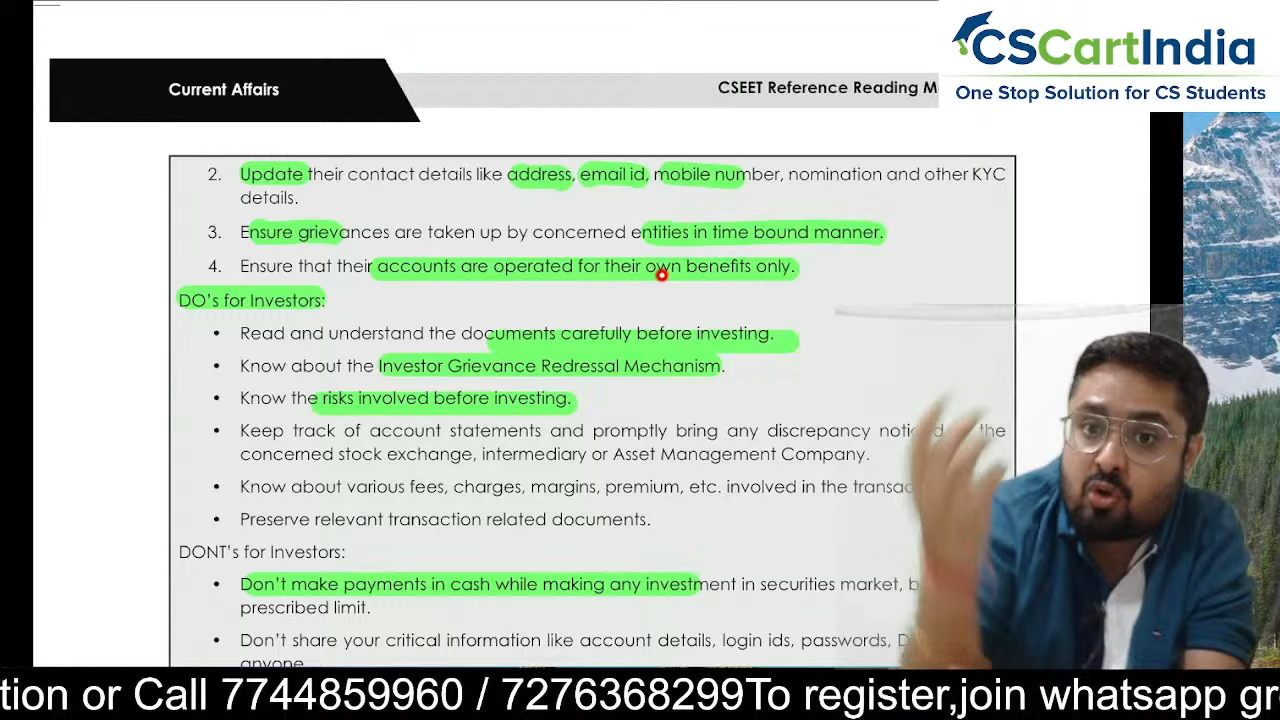 CSCartIndia
One Stop Solution for CS Students
Current Affairs
CSEET Reference Reading
2. Update their contact details like address, email id, mobile number, nomination and other KYC
details.
3. Ensure grievances are taken up by concerned entities in time bound manner.
4. Ensure that their accounts are operated for their own benefits only.
DO's for Investors:
• Read and understand the documents carefully before investing.
• Know about the Investor Grievance Redressal Mechanism.
• Know the risks involved before investing.
• Keep track of account statements and promptly bring any discrepancy the
concerned stock exchange, intermediary or Asset Management Company.
• Know about various fees, charges, margins, premium, etc. involved in the
• Preserve relevant transaction related documents.
DONT's for Investors:
• Don't make payments in cash while making any investment in securities market,
prescribed limit.
• Don't share your critical information like account details, login ids, passwords,
anyone
tion or Call 7744859960 / 7276368299To register,join whatsapp gr